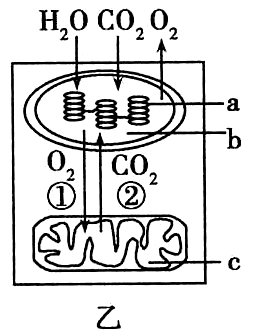 H₂O CO₂ O₂
a
b
O₂ CO₂
① ②
c
乙